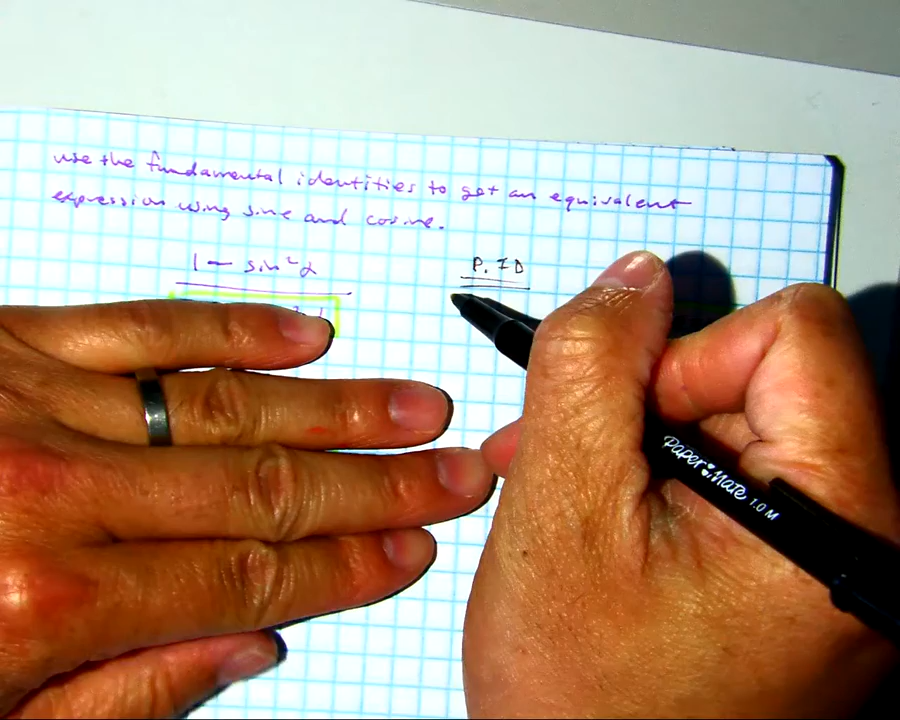 use the fundamental identities to get an equivalent
expression using sine and cosine.
1 - sin²α
P. ID
Paper:Mate 1.0 M